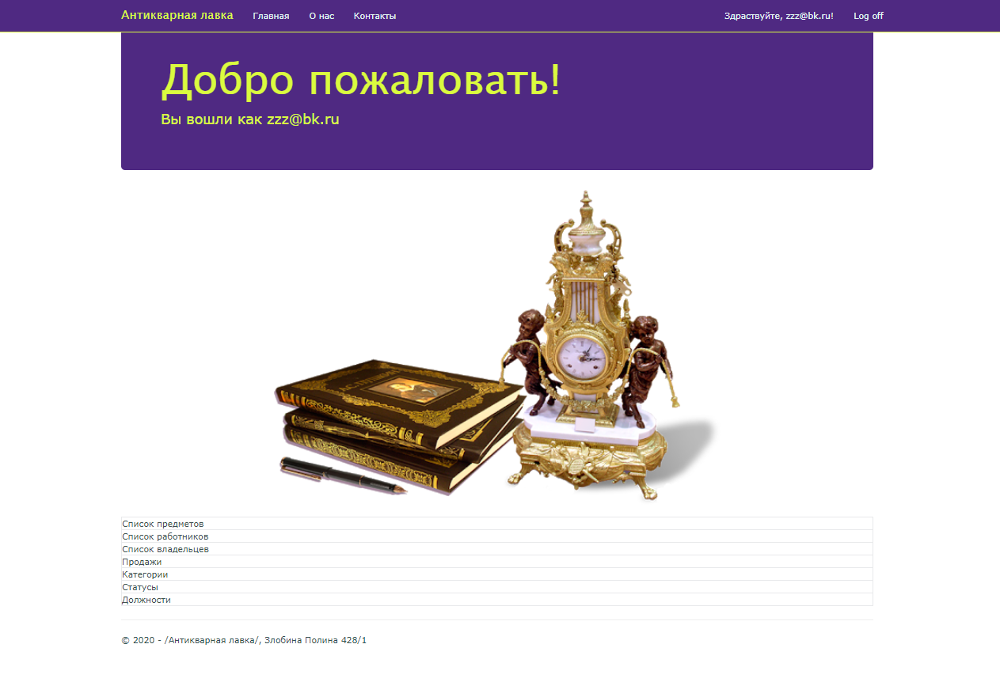 Антикварная лавка Главная О нас Контакты Здраствуйте, zzz@bk.ru! Log off
Добро пожаловать!
Вы вошли как zzz@bk.ru
Список предметов
Список работников
Список владельцев
Продажи
Категории
Статусы
Должности
© 2020 - /Антикварная лавка/, Злобина Полина 428/1